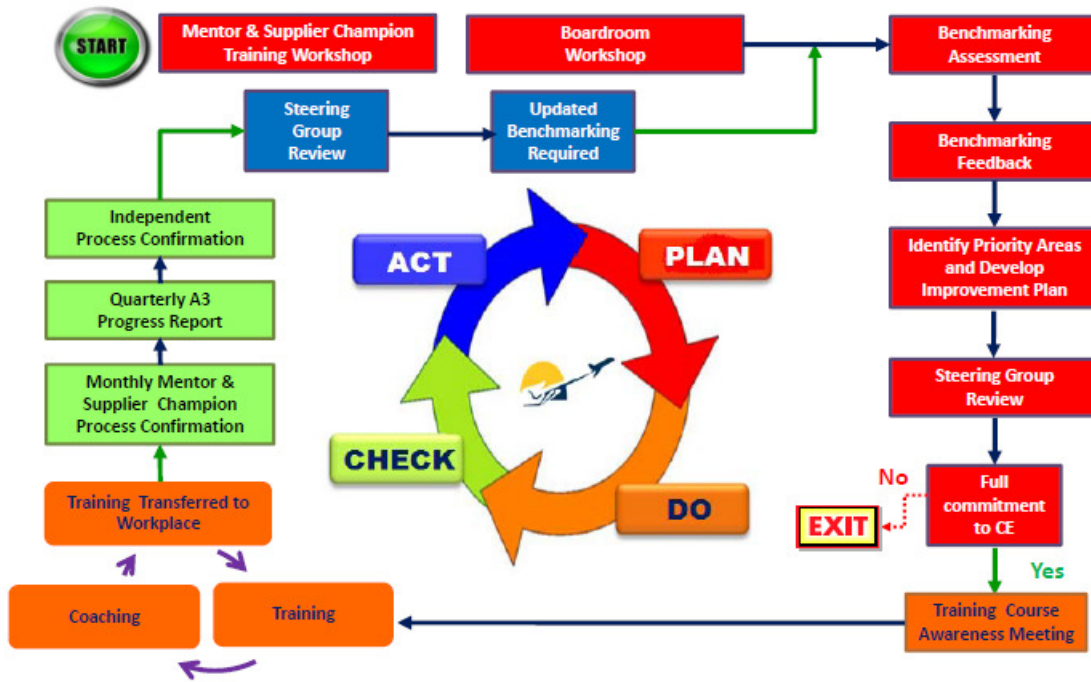 START
Mentor & Supplier Champion
Training Workshop
Boardroom
Workshop
Benchmarking
Assessment
Steering
Group
Review
Updated
Benchmarking
Required
Benchmarking
Feedback
Independent
Process Confirmation
ACT
PLAN
Identify Priority Areas
and Develop
Improvement Plan
Quarterly A3
Progress Report
Monthly Mentor &
Supplier Champion
Process Confirmation
Steering Group
Review
CHECK
DO
No
Full
commitment
to CE
EXIT
Yes
Training Transferred to
Workplace
Coaching
Training
Training Course
Awareness Meeting